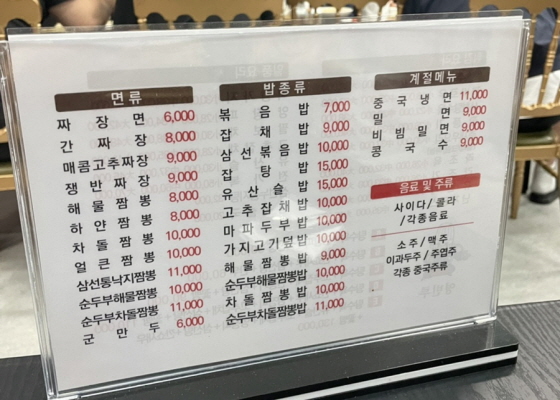 면류
짜장면 6,000
간짜장 8,000
매콤고추짜장 9,000
쟁반짜장 9,000
해물짬뽕 8,000
하얀짬뽕 8,000
차돌짬뽕 10,000
얼큰짬뽕 10,000
삼선통낙지짬뽕 11,000
순두부해물짬뽕 10,000
순두부차돌짬뽕 11,000
군만두 6,000
밥종류
볶음밥 7,000
잡채밥 9,000
삼선볶음밥 10,000
잡탕밥 15,000
유산슬밥 15,000
고추잡채밥 10,000
마파두부밥 10,000
가지고기덮밥 10,000
해물짬뽕밥 9,000
순두부해물짬뽕밥 10,000
차돌짬뽕밥 10,000
순두부차돌짬뽕밥 11,000
계절메뉴
중국냉면 11,000
밀면 9,000
비빔밀면 9,000
콩국수 9,000
음료 및 주류
사이다/콜라
/각종음료
소주/맥주
이과두주/주엽주
각종 중국주류